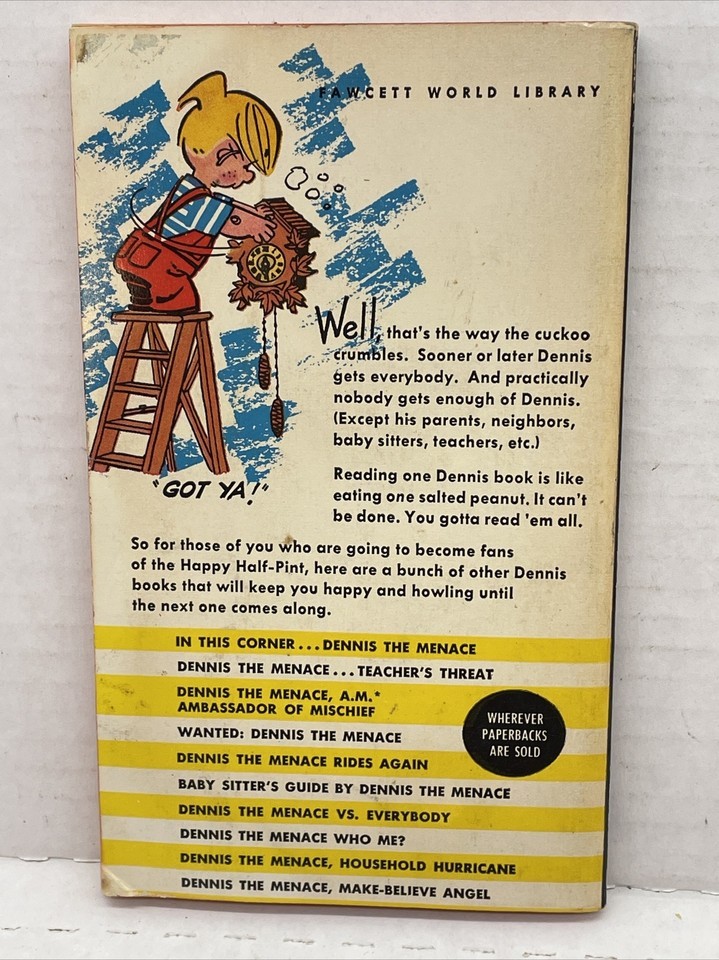 FAWCETT WORLD LIBRARY
Well, that's the way the cuckoo
crumbles. Sooner or later Dennis
gets everybody. And practically
nobody gets enough of Dennis.
(Except his parents, neighbors,
baby sitters, teachers, etc.)
Reading one Dennis book is like
eating one salted peanut. It can't
be done. You gotta read 'em all.
"GOT YA!"
So for those of you who are going to become fans
of the Happy Half-Pint, here are a bunch of other Dennis
books that will keep you happy and howling until
the next one comes along.
IN THIS CORNER...DENNIS THE MENACE
DENNIS THE MENACE...TEACHER'S THREAT
DENNIS THE MENACE, A.M.*
AMBASSADOR OF MISCHIEF
WANTED: DENNIS THE MENACE
DENNIS THE MENACE RIDES AGAIN
BABY SITTER'S GUIDE BY DENNIS THE MENACE
DENNIS THE MENACE VS. EVERYBODY
DENNIS THE MENACE WHO ME?
DENNIS THE MENACE, HOUSEHOLD HURRICANE
DENNIS THE MENACE, MAKE-BELIEVE ANGEL
WHEREVER
PAPERBACKS
ARE SOLD